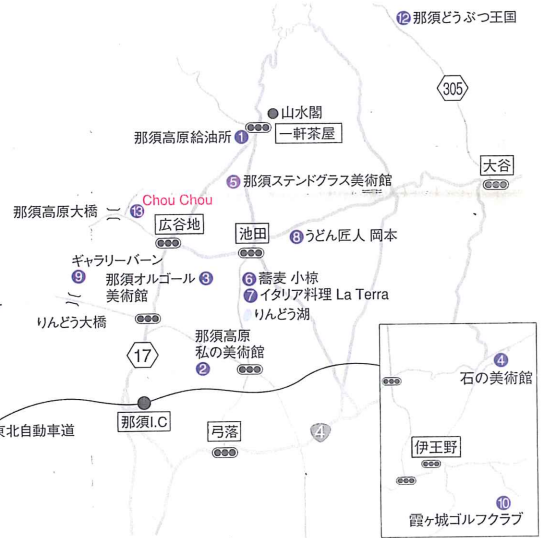 ⑫ 那須どうぶつ王国
305
●山水閣
那須高原給油所 ①
一軒茶屋
大谷
⑤ 那須ステンドグラス美術館
Chou Chou
⑬
那須高原大橋
広谷地
池田
⑧ うどん匠人 岡本
ギャラリーバーン
⑨
那須オルゴール ③
美術館
⑥ 蕎麦 小椋
⑦ イタリア料理 La Terra
りんどう湖
りんどう大橋
那須高原
私の美術館
②
17
④
石の美術館
那須I.C
東北自動車道
弓落
4
伊王野
⑩
霞ヶ城ゴルフクラブ